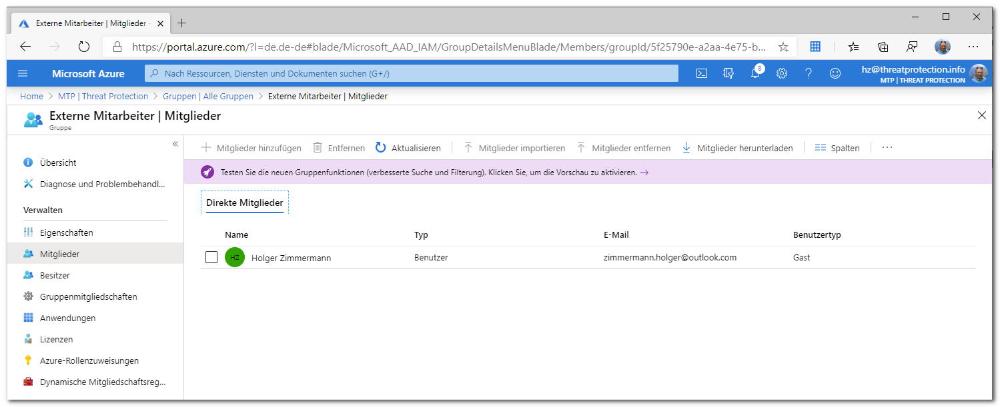 Externe Mitarbeiter | Mitglieder -
https://portal.azure.com/?l=de.de-de#blade/Microsoft_AAD_IAM/GroupDetailsMenuBlade/Members/groupId/5f25790e-a2aa-4e75-b...
Microsoft Azure
Nach Ressourcen, Diensten und Dokumenten suchen (G+/)
8
hz@threatprotection.info
MTP | THREAT PROTECTION
Home > MTP | Threat Protection > Gruppen | Alle Gruppen > Externe Mitarbeiter | Mitglieder
Externe Mitarbeiter | Mitglieder
Gruppe
«
Übersicht
Diagnose und Problembehandl...
Verwalten
Eigenschaften
Mitglieder
Besitzer
Gruppenmitgliedschaften
Anwendungen
Lizenzen
Azure-Rollenzuweisungen
Dynamische Mitgliedschaftsreg...
Mitglieder hinzufügen Entfernen Aktualisieren Mitglieder importieren Mitglieder entfernen Mitglieder herunterladen Spalten ...
Testen Sie die neuen Gruppenfunktionen (verbesserte Suche und Filterung). Klicken Sie, um die Vorschau zu aktivieren. →
Direkte Mitglieder
Name Typ E-Mail Benutzertyp
HZ Holger Zimmermann Benutzer zimmermann.holger@outlook.com Gast